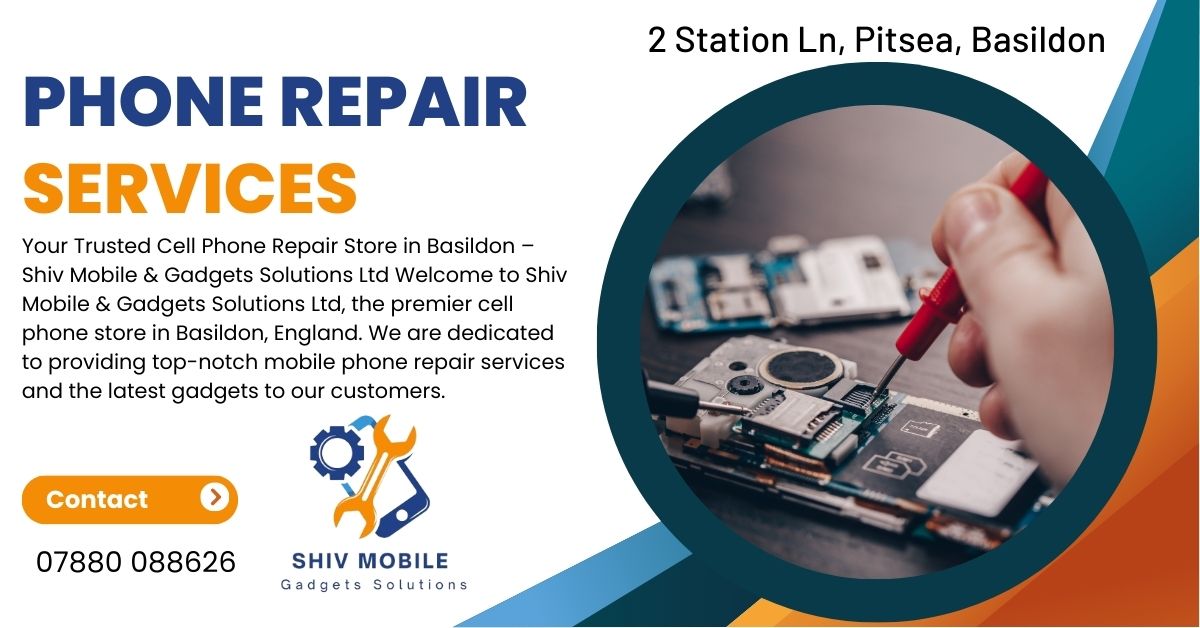 2 Station Ln, Pitsea, Basildon
PHONE REPAIR
SERVICES
Your Trusted Cell Phone Repair Store in Basildon –
Shiv Mobile & Gadgets Solutions Ltd Welcome to Shiv
Mobile & Gadgets Solutions Ltd, the premier cell
phone store in Basildon, England. We are dedicated
to providing top-notch mobile phone repair services
and the latest gadgets to our customers.
Contact
07880 088626
SHIV MOBILE
Gadgets Solutions